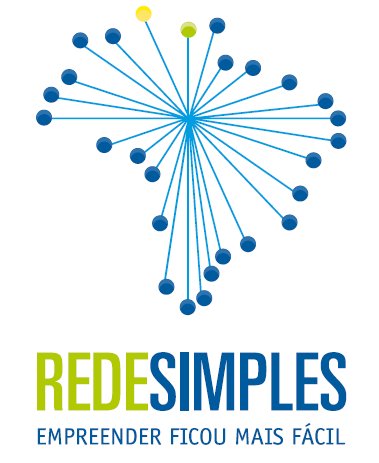 REDESIMPLES
EMPREENDER FICOU MAIS FÁCIL